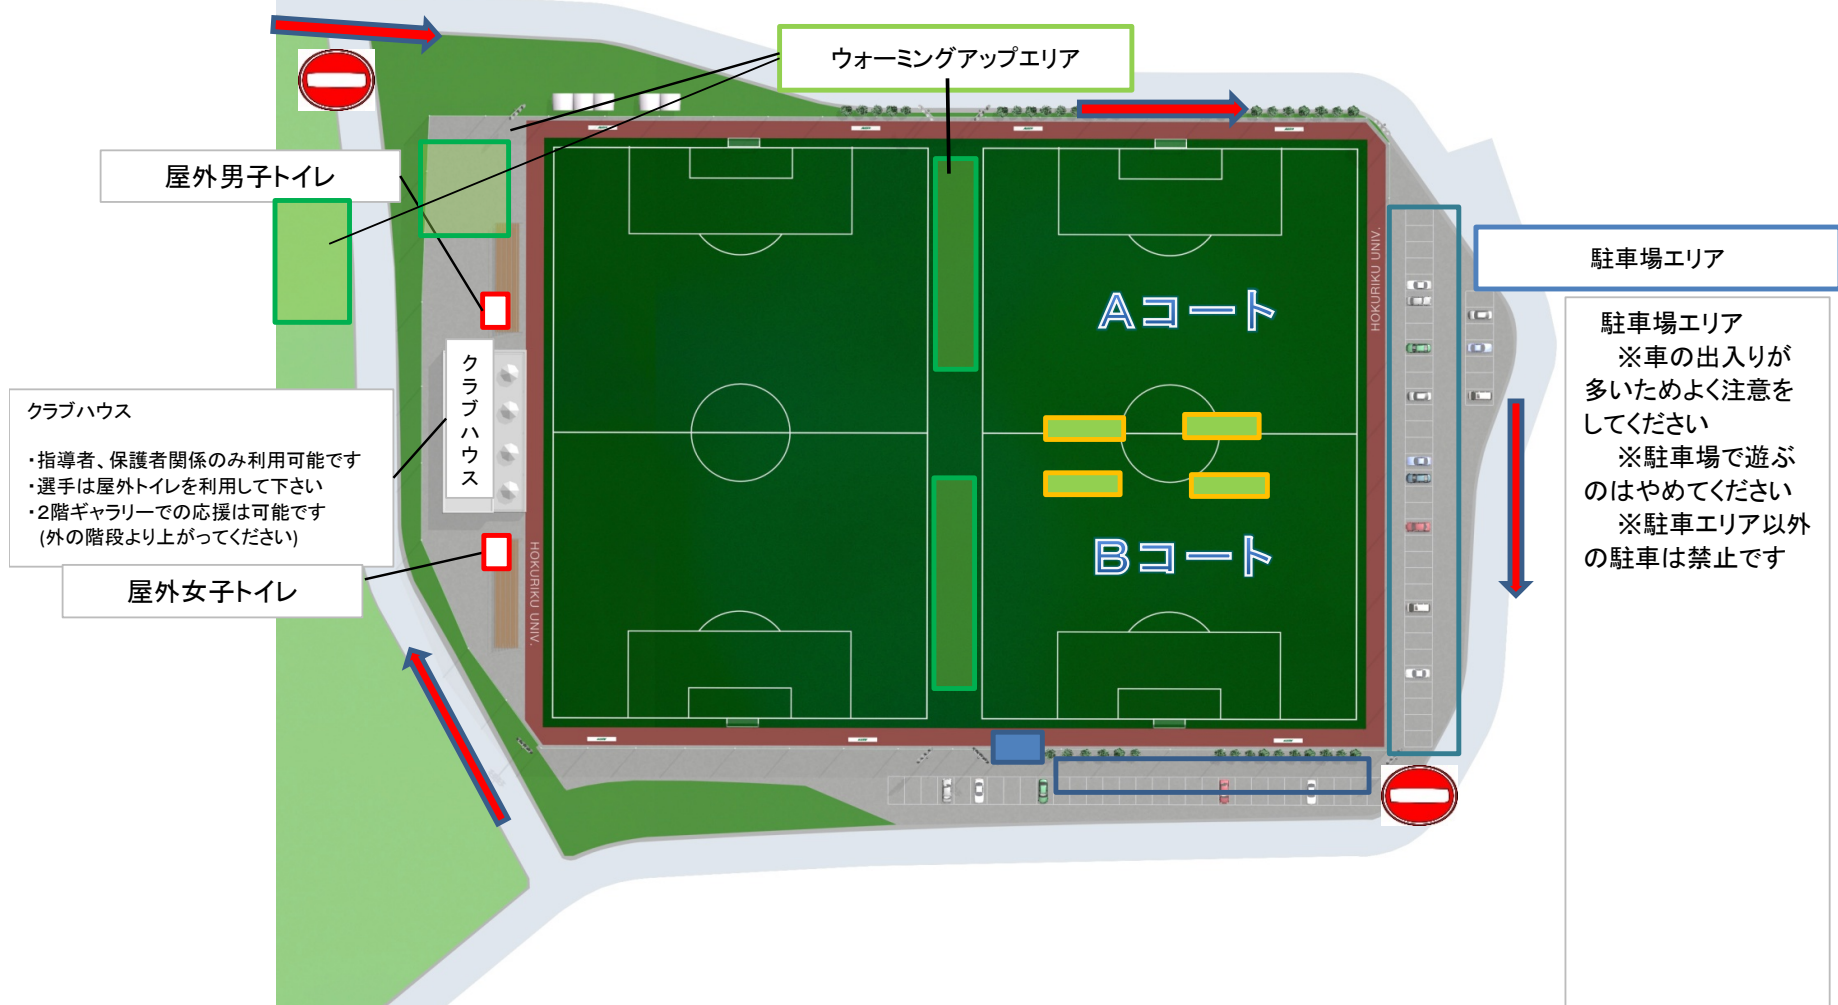 ウォーミングアップエリア
屋外男子トイレ
駐車場エリア
HOKURIKU UNIV.
Aコート
駐車場エリア
※車の出入りが
多いためよく注意を
してください
※駐車場で遊ぶ
のはやめてください
※駐車エリア以外
の駐車は禁止です
クラブハウス
クラブハウス
・指導者、保護者関係のみ利用可能です
・選手は屋外トイレを利用して下さい
・2階ギャラリーでの応援は可能です
(外の階段より上がってください)
Bコート
屋外女子トイレ
HOKURIKU UNIV.